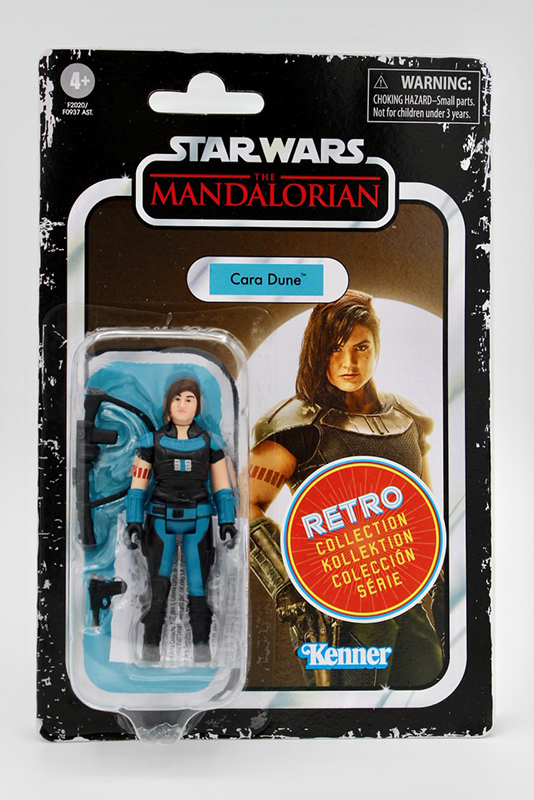 4+
F2020/
F0937 AST.
WARNING:
CHOKING HAZARD–Small parts.
Not for children under 3 years.
STAR WARS
THE
MANDALORIAN
Cara Dune™
RETRO
COLLECTION
KOLLEKTION
COLECCIÓN
SÉRIE
Kenner